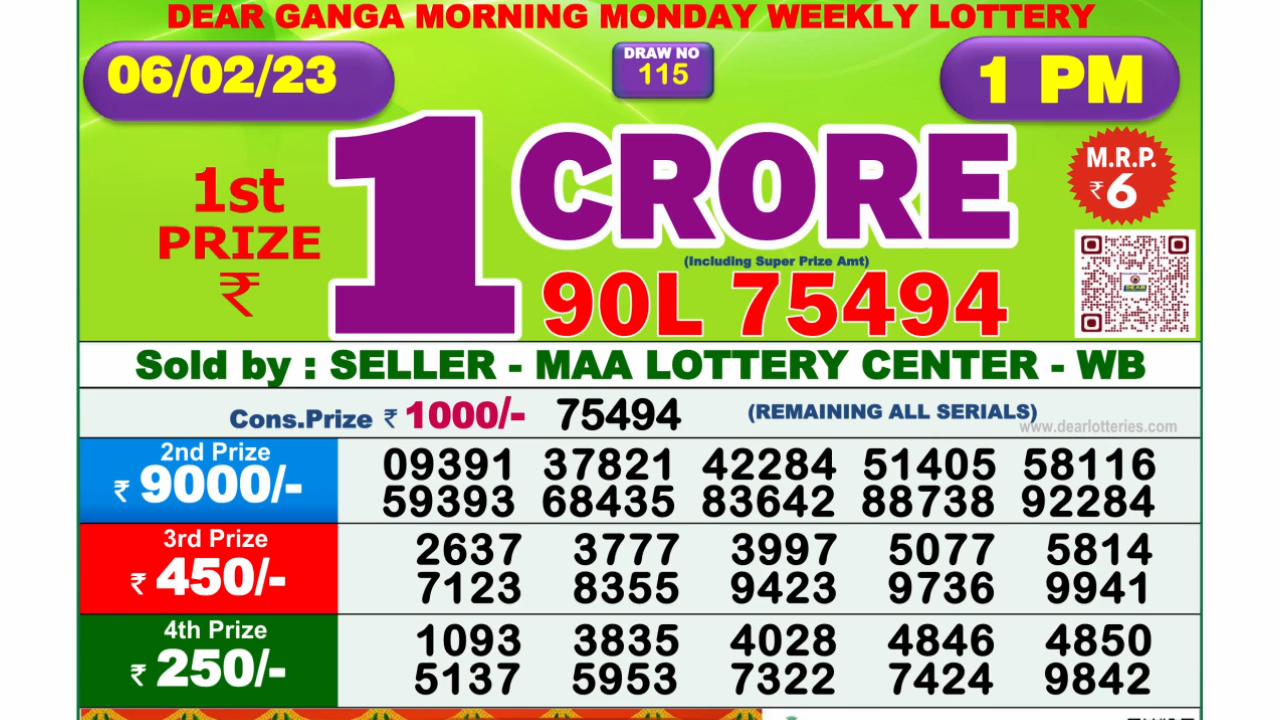 DEAR GANGA MORNING MONDAY WEEKLY LOTTERY
06/02/23
DRAW NO
115
1 PM
1st
PRIZE
₹
1 CRORE
M.R.P.
₹6
(Including Super Prize Amt)
90L 75494
Sold by : SELLER - MAA LOTTERY CENTER - WB
Cons.Prize ₹ 1000/- 75494 (REMAINING ALL SERIALS)
www.dearlotteries.com
2nd Prize
₹ 9000/-
09391 37821 42284 51405 58116
59393 68435 83642 88738 92284
3rd Prize
₹ 450/-
2637 3777 3997 5077 5814
7123 8355 9423 9736 9941
4th Prize
₹ 250/-
1093 3835 4028 4846 4850
5137 5953 7322 7424 9842